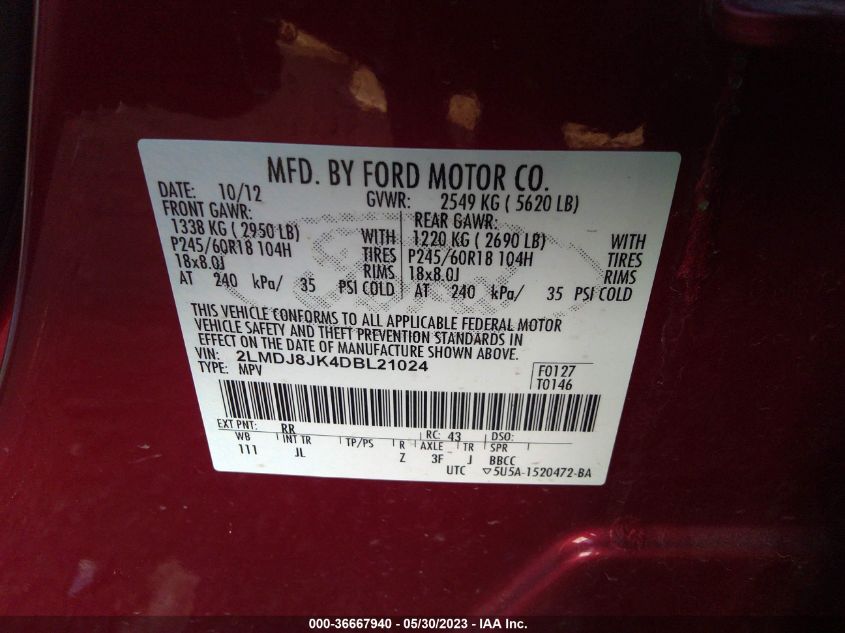 MFD. BY FORD MOTOR CO.
DATE: 10/12 GVWR: 2549 KG ( 5620 LB)
FRONT GAWR: REAR GAWR:
1338 KG ( 2950 LB) WITH 1220 KG ( 2690 LB) WITH
P245/60R18 104H TIRES P245/60R18 104H TIRES
18x8.0J RIMS 18x8.0J RIMS
AT 240 kPa/ 35 PSI COLD AT 240 kPa/ 35 PSI COLD
THIS VEHICLE CONFORMS TO ALL APPLICABLE FEDERAL MOTOR
VEHICLE SAFETY AND THEFT PREVENTION STANDARDS IN
EFFECT ON THE DATE OF MANUFACTURE SHOWN ABOVE.
VIN: 2LMDJ8JK4DBL21024 F0127
TYPE: MPV T0146
EXT PNT: RR RC: 43 DSO:
WB INT TR TP/PS R AXLE TR SPR
111 JL Z 3F J BBCC
UTC ▽5U5A-1520472-BA
000-36667940 - 05/30/2023 - IAA Inc.